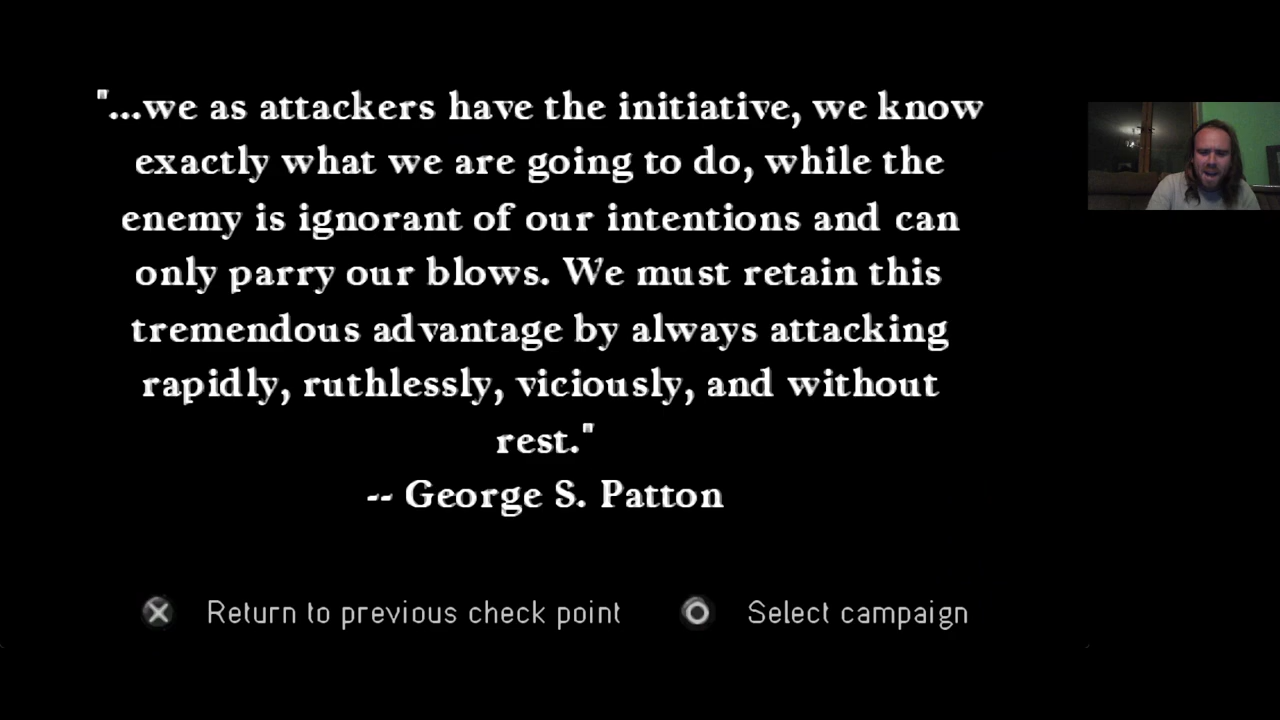 "...we as attackers have the initiative, we know
exactly what we are going to do, while the
enemy is ignorant of our intentions and can
only parry our blows. We must retain this
tremendous advantage by always attacking
rapidly, ruthlessly, viciously, and without
rest."
-- George S. Patton
Return to previous check point
Select campaign